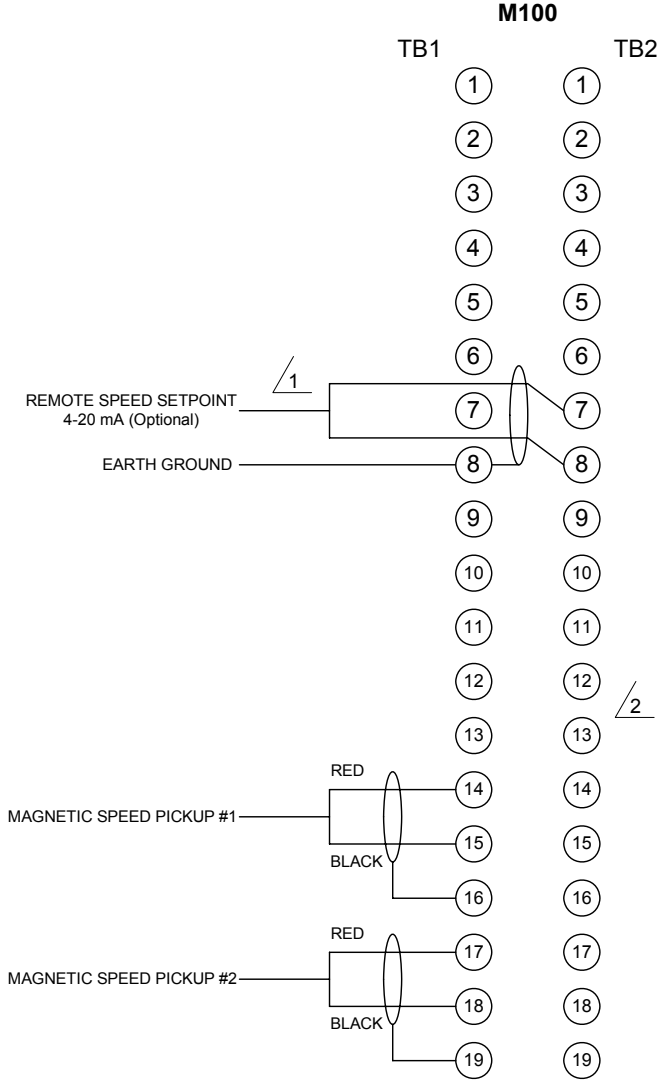 M100
TB1 TB2
1 1
2 2
3 3
4 4
5 5
6 6
1
REMOTE SPEED SETPOINT
4-20 mA (Optional)
7 7
EARTH GROUND 8 8
9 9
10 10
11 11
12 12
2
13 13
RED
14 14
MAGNETIC SPEED PICKUP #1
15 15
BLACK
16 16
RED
17 17
MAGNETIC SPEED PICKUP #2
18 18
BLACK
19 19